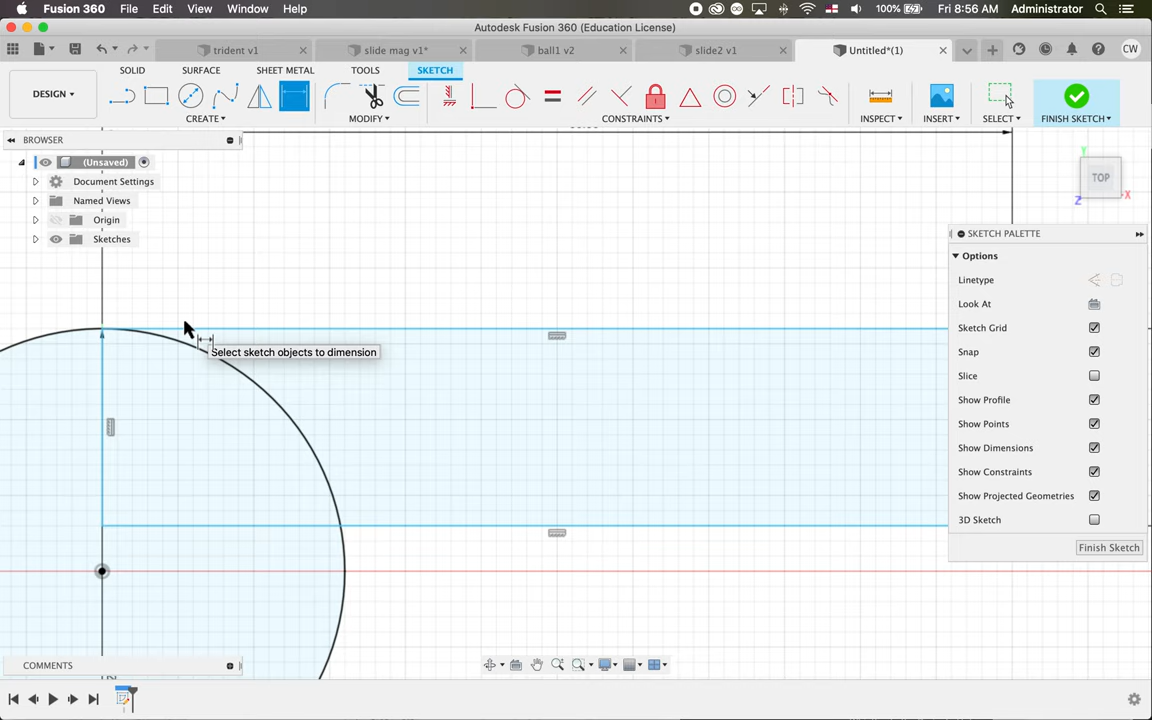 Fusion 360 File Edit View Window Help 100% Fri 8:56 AM Administrator
Autodesk Fusion 360 (Education License)
trident v1 slide mag v1* ball1 v2 slide2 v1 Untitled*(1) CW
SOLID SURFACE SHEET METAL TOOLS SKETCH
DESIGN
CREATE MODIFY CONSTRAINTS INSPECT INSERT SELECT FINISH SKETCH
BROWSER
(Unsaved)
Document Settings
Named Views
Origin
Sketches
TOP
Y
X
Z
SKETCH PALETTE
Options
Linetype
Look At
Sketch Grid
Snap
Slice
Show Profile
Show Points
Show Dimensions
Show Constraints
Show Projected Geometries
3D Sketch
Finish Sketch
Select sketch objects to dimension
COMMENTS